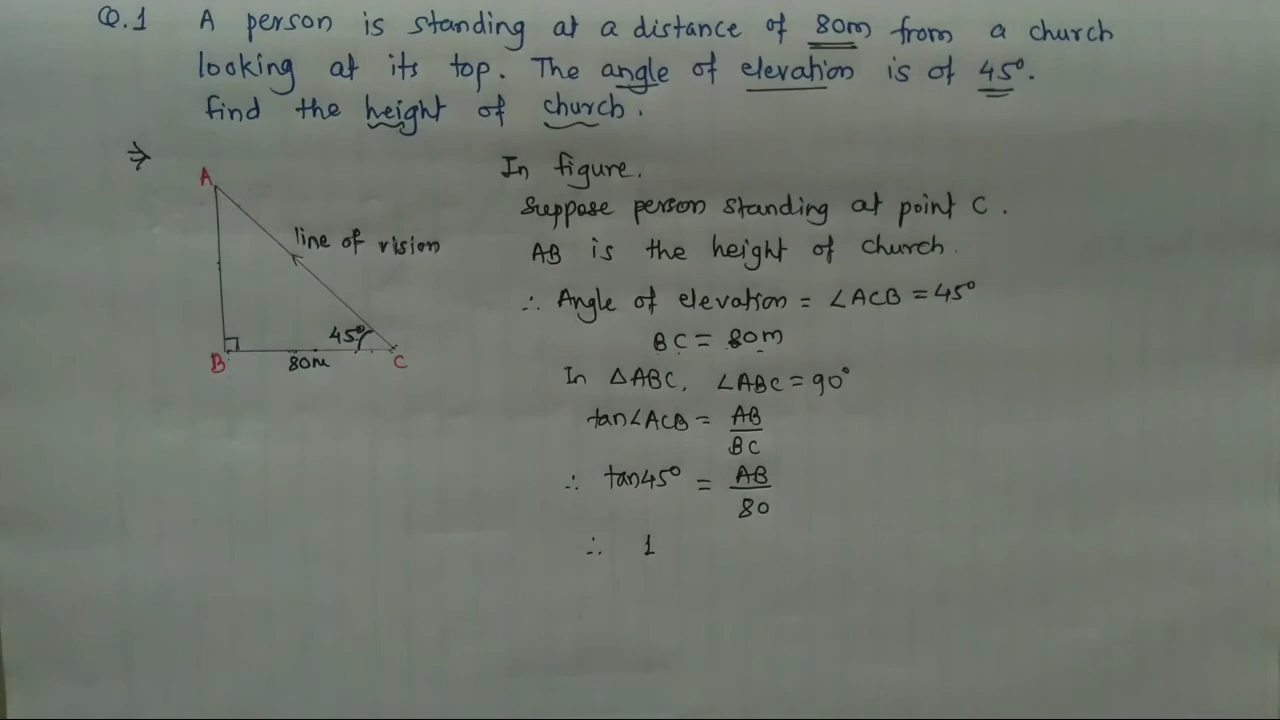 Q.1 A person is standing at a distance of 80m from a church
looking at its top. The angle of elevation is of 45°.
find the height of church.
⇒
A
line of vision
45°
B
80m
C
In figure.
Suppose person standing at point C.
AB is the height of church.
∴ Angle of elevation = ∠ACB = 45°
BC = 80m
In △ABC, ∠ABC = 90°
tan∠ACB = AB/BC
∴ tan45° = AB/80
∴ 1